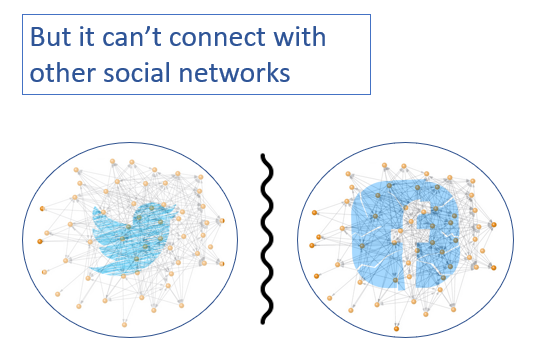 But it can’t connect with
other social networks